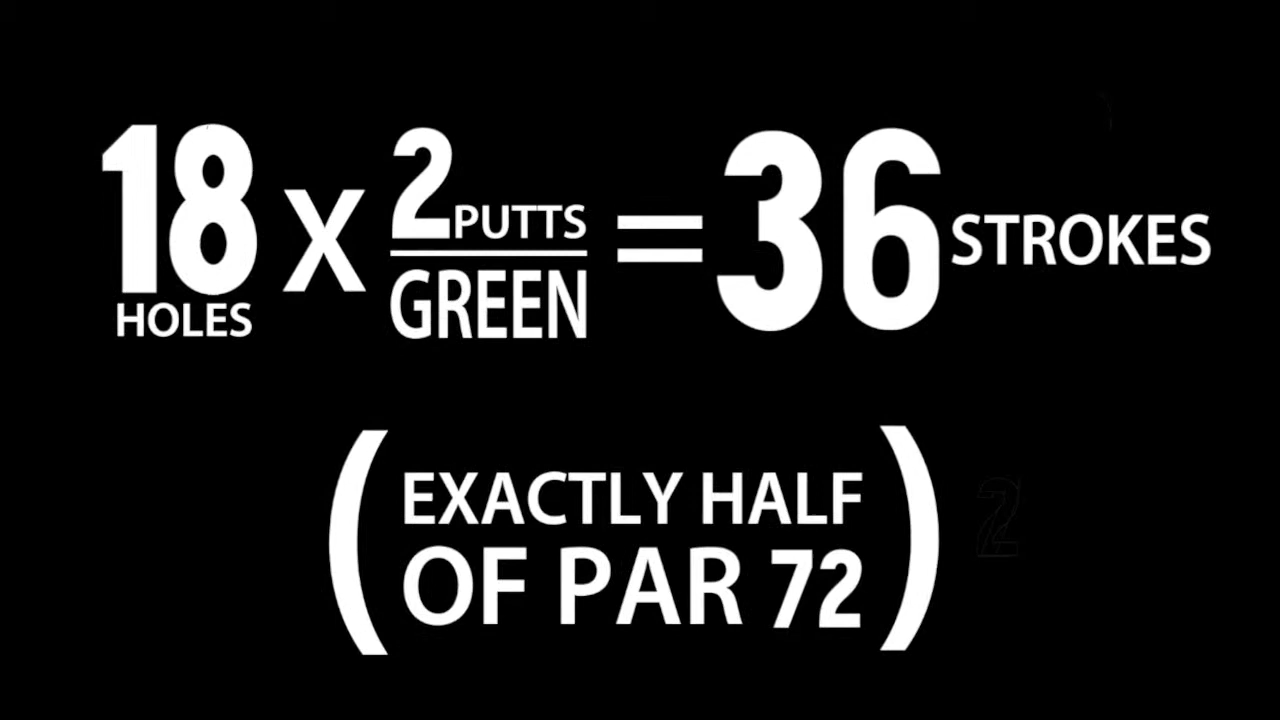 18 X 2 PUTTS = 36 STROKES
HOLES GREEN
(EXACTLY HALF
OF PAR 72)
2